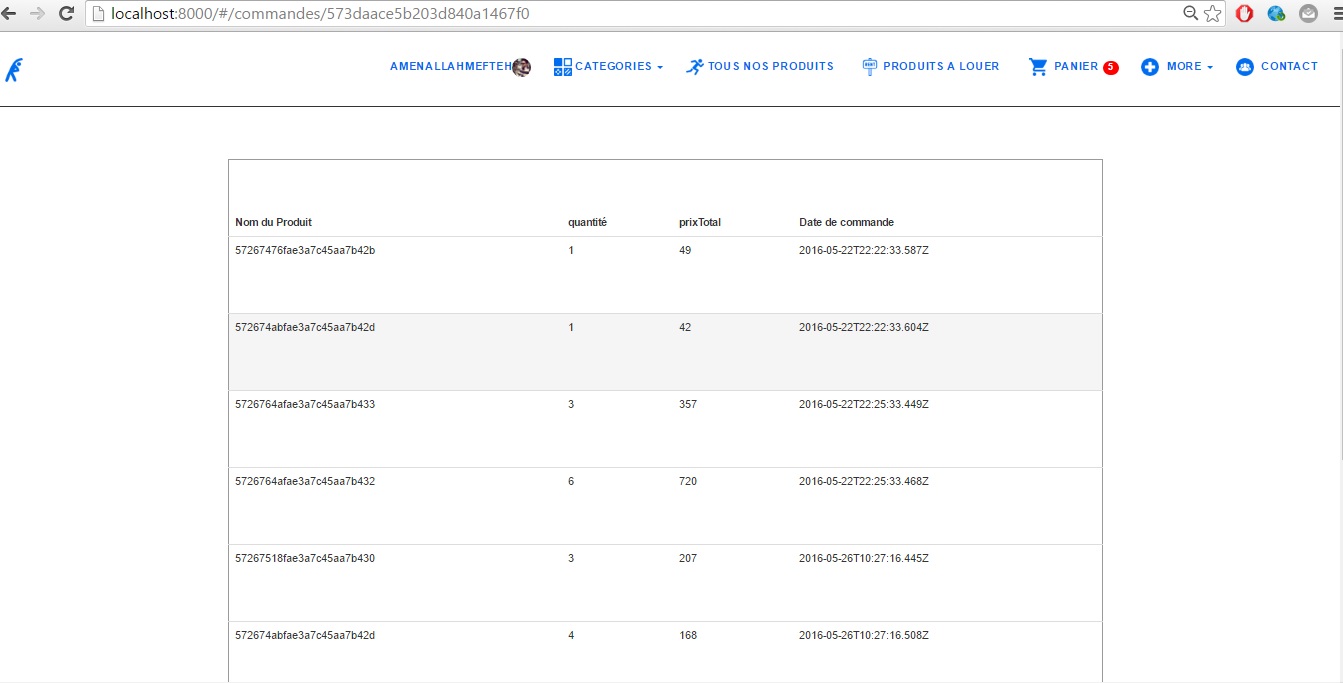 localhost:8000/#/commandes/573daace5b203d840a1467f0
AMENALLAHMEFTEH CATEGORIES TOUS NOS PRODUITS PRODUITS A LOUER PANIER 5 MORE CONTACT
Nom du Produit quantité prixTotal Date de commande
57267476fae3a7c45aa7b42b 1 49 2016-05-22T22:22:33.587Z
572674abfae3a7c45aa7b42d 1 42 2016-05-22T22:22:33.604Z
5726764afae3a7c45aa7b433 3 357 2016-05-22T22:25:33.449Z
5726764afae3a7c45aa7b432 6 720 2016-05-22T22:25:33.468Z
57267518fae3a7c45aa7b430 3 207 2016-05-26T10:27:16.445Z
572674abfae3a7c45aa7b42d 4 168 2016-05-26T10:27:16.508Z